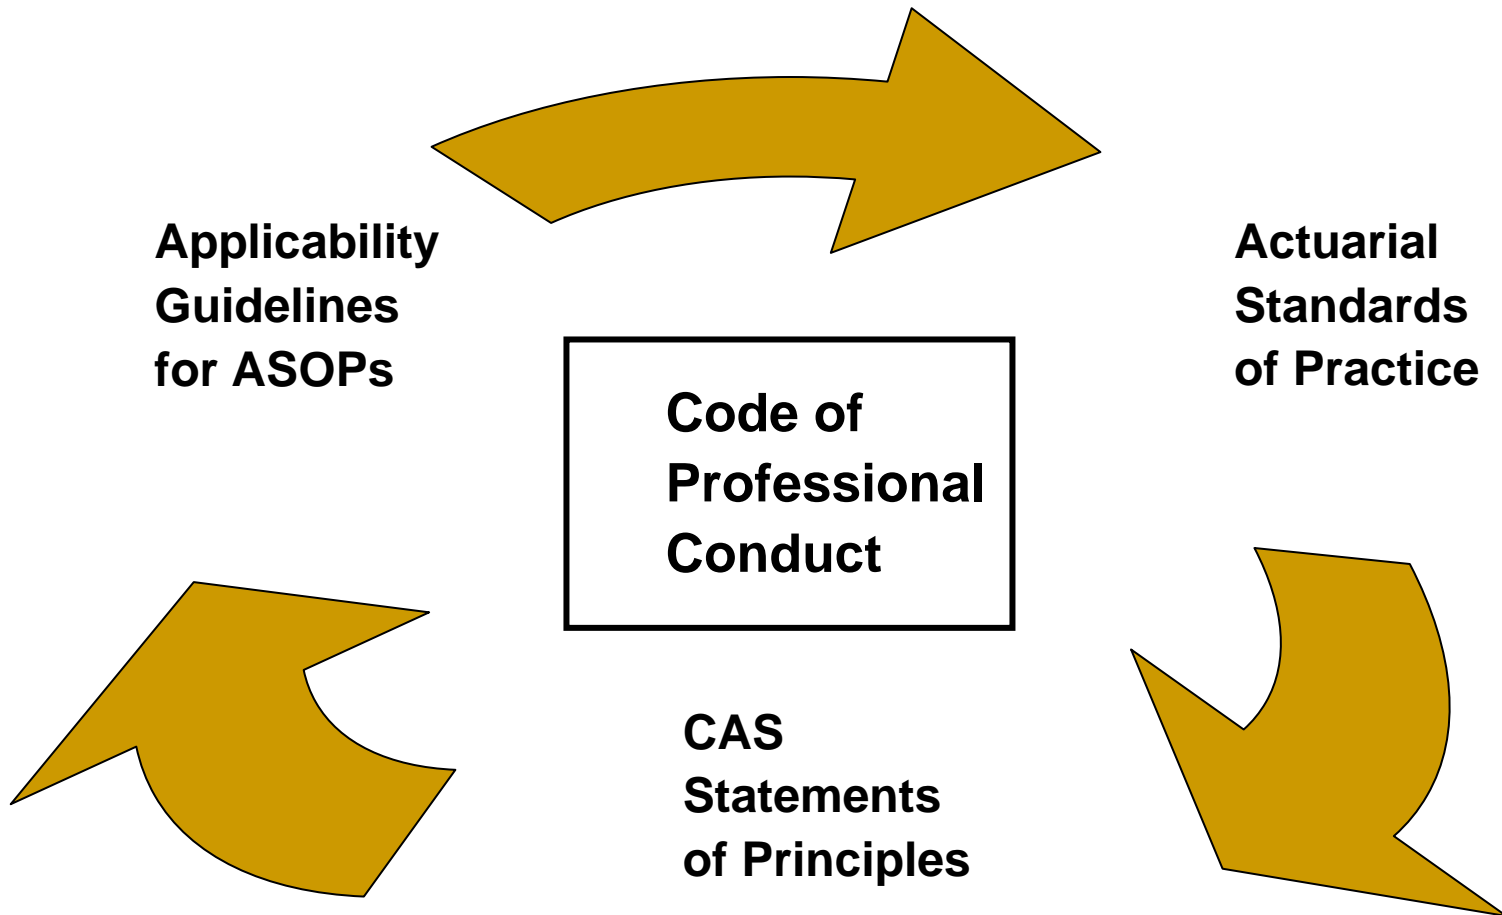 Applicability
Guidelines
for ASOPs
Actuarial
Standards
of Practice
Code of
Professional
Conduct
CAS
Statements
of Principles